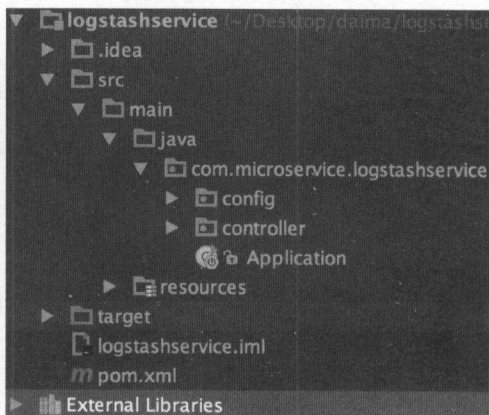 logstashservice (~/Desktop/daima/logstashse
.idea
src
main
java
com.microservice.logstashservice
config
controller
Application
resources
target
logstashservice.iml
m pom.xml
External Libraries